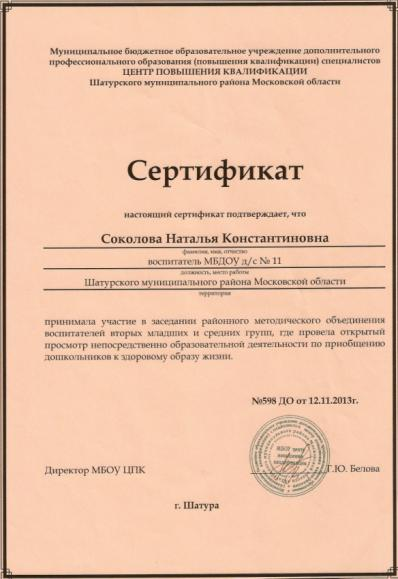 Муниципальное бюджетное образовательное учреждение дополнительного
профессионального образования (повышения квалификации) специалистов
ЦЕНТР ПОВЫШЕНИЯ КВАЛИФИКАЦИИ
Шатурского муниципального района Московской области
Сертификат
настоящий сертификат подтверждает, что
Соколова Наталья Константиновна
фамилия, имя, отчество
воспитатель МБДОУ д/с № 11
должность, место работы
Шатурского муниципального района Московской области
территория
принимала участие в заседании районного методического объединения
воспитателей вторых младших и средних групп, где провела открытый
просмотр непосредственно образовательной деятельности по приобщению
дошкольников к здоровому образу жизни.
№598 ДО от 12.11.2013г.
Директор МБОУ ЦПК
Г.Ю. Белова
г. Шатура